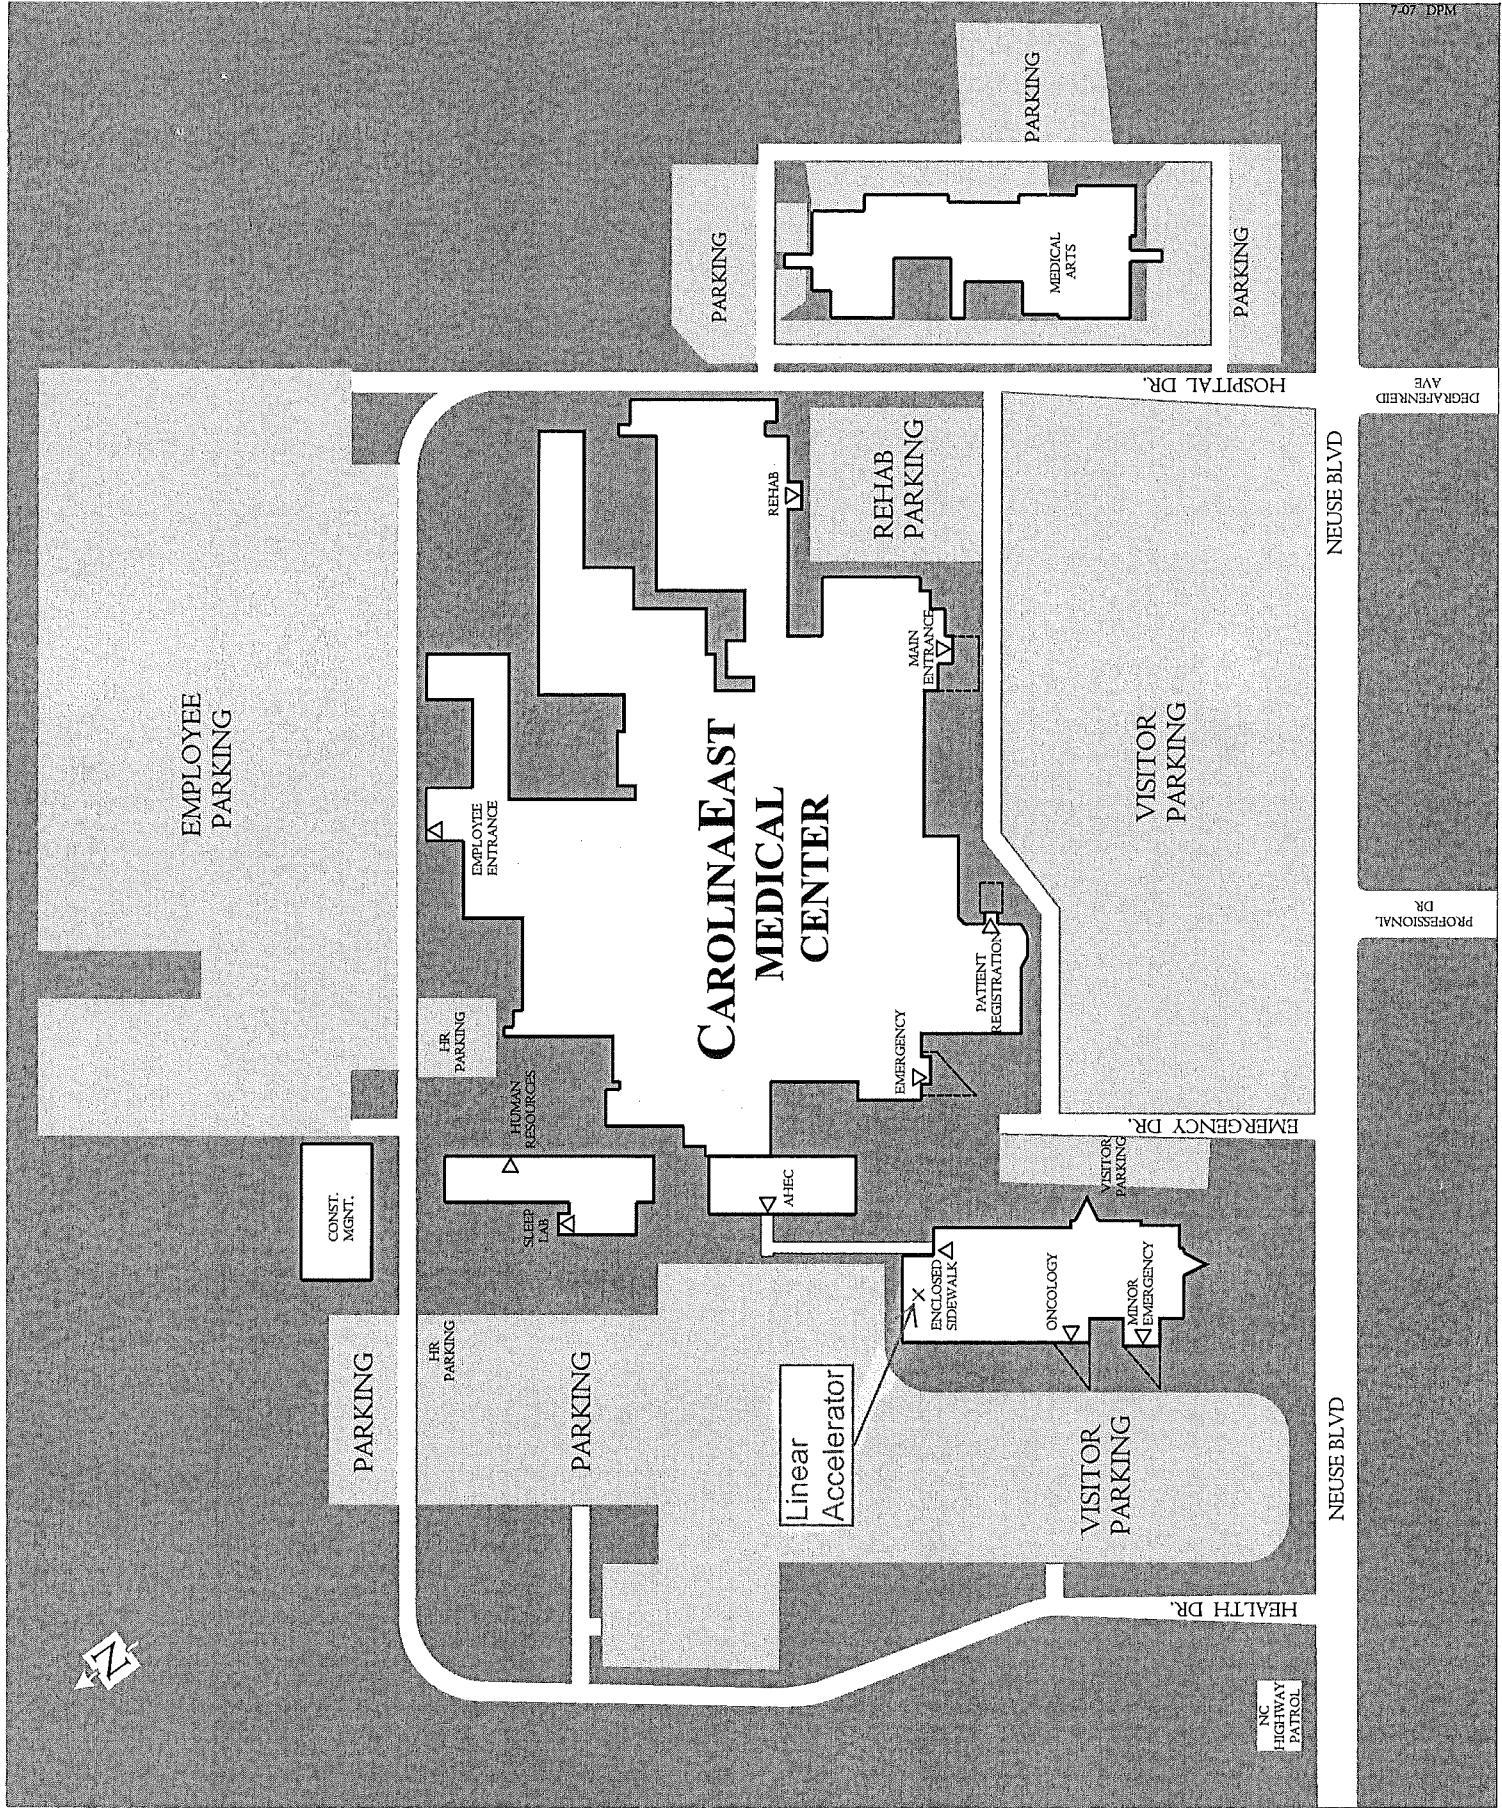 7-07 DPM
PARKING
PARKING
MEDICAL
ARTS
PARKING
HOSPITAL DR.
DEGRAFENREID
AVE
NEUSE BLVD
REHAB
REHAB
PARKING
EMPLOYEE
PARKING
MAIN
ENTRANCE
VISITOR
PARKING
EMPLOYEE
ENTRANCE
CAROLINAEAST
MEDICAL
CENTER
PROFESSIONAL
DR
PATIENT
REGISTRATION
HR
PARKING
EMERGENCY
HUMAN
RESOURCES
EMERGENCY DR.
VISITOR
PARKING
CONST.
MGNT.
SLEEP
LAB
AHEC
ENCLOSED
SIDEWALK
X
ONCOLOGY
MINOR
EMERGENCY
PARKING
HR
PARKING
PARKING
Linear
Accelerator
VISITOR
PARKING
NEUSE BLVD
HEALTH DR.
N
NC
HIGHWAY
PATROL